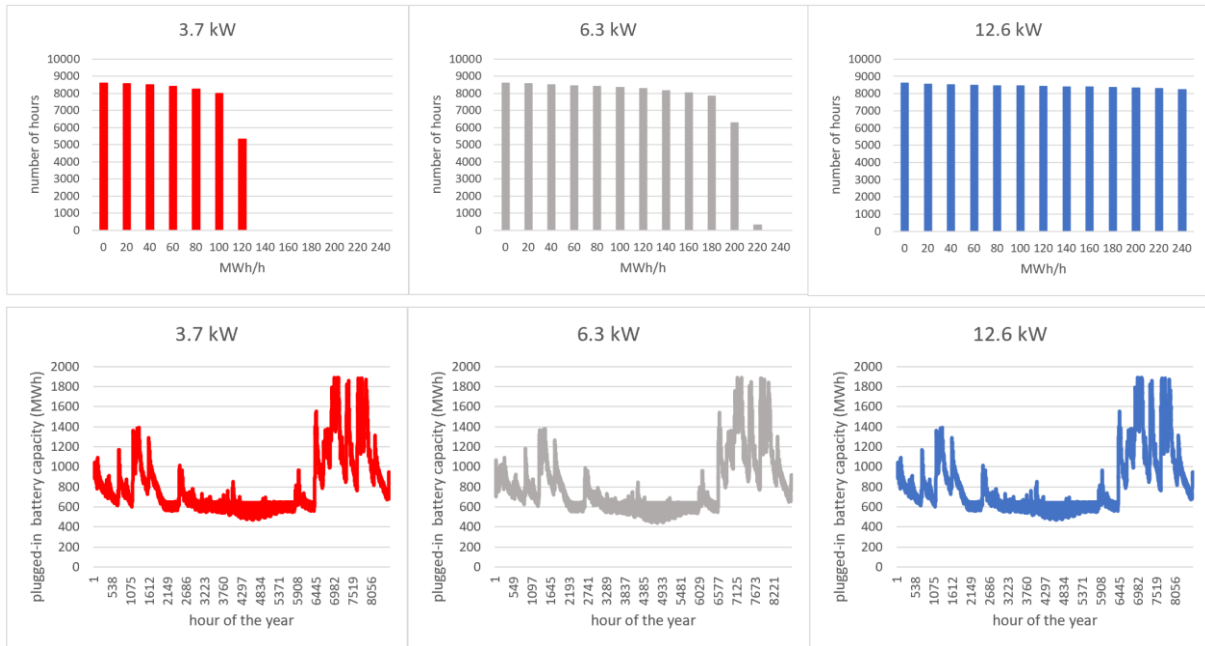 3.7 kW
10000
9000
8000
7000
6000
5000
4000
3000
2000
1000
0
number of hours
0 20 40 60 80 100 120 140 160 180 200 220 240
MWh/h
6.3 kW
10000
9000
8000
7000
6000
5000
4000
3000
2000
1000
0
number of hours
0 20 40 60 80 100 120 140 160 180 200 220 240
MWh/h
12.6 kW
10000
9000
8000
7000
6000
5000
4000
3000
2000
1000
0
number of hours
0 20 40 60 80 100 120 140 160 180 200 220 240
MWh/h
3.7 kW
2000
1800
1600
1400
1200
1000
800
600
400
200
0
plugged-in battery capacity (MWh)
1 538 1075 1612 2149 2686 3223 3760 4297 4834 5371 5908 6445 6982 7519 8056
hour of the year
6.3 kW
2000
1800
1600
1400
1200
1000
800
600
400
200
0
plugged-in battery capacity (MWh)
1 549 1097 1645 2193 2741 3289 3837 4385 4933 5481 6029 6577 7125 7673 8221
hour of the year
12.6 kW
2000
1800
1600
1400
1200
1000
800
600
400
200
0
plugged-in battery capacity (MWh)
1 538 1075 1612 2149 2686 3223 3760 4297 4834 5371 5908 6445 6982 7519 8056
hour of the year